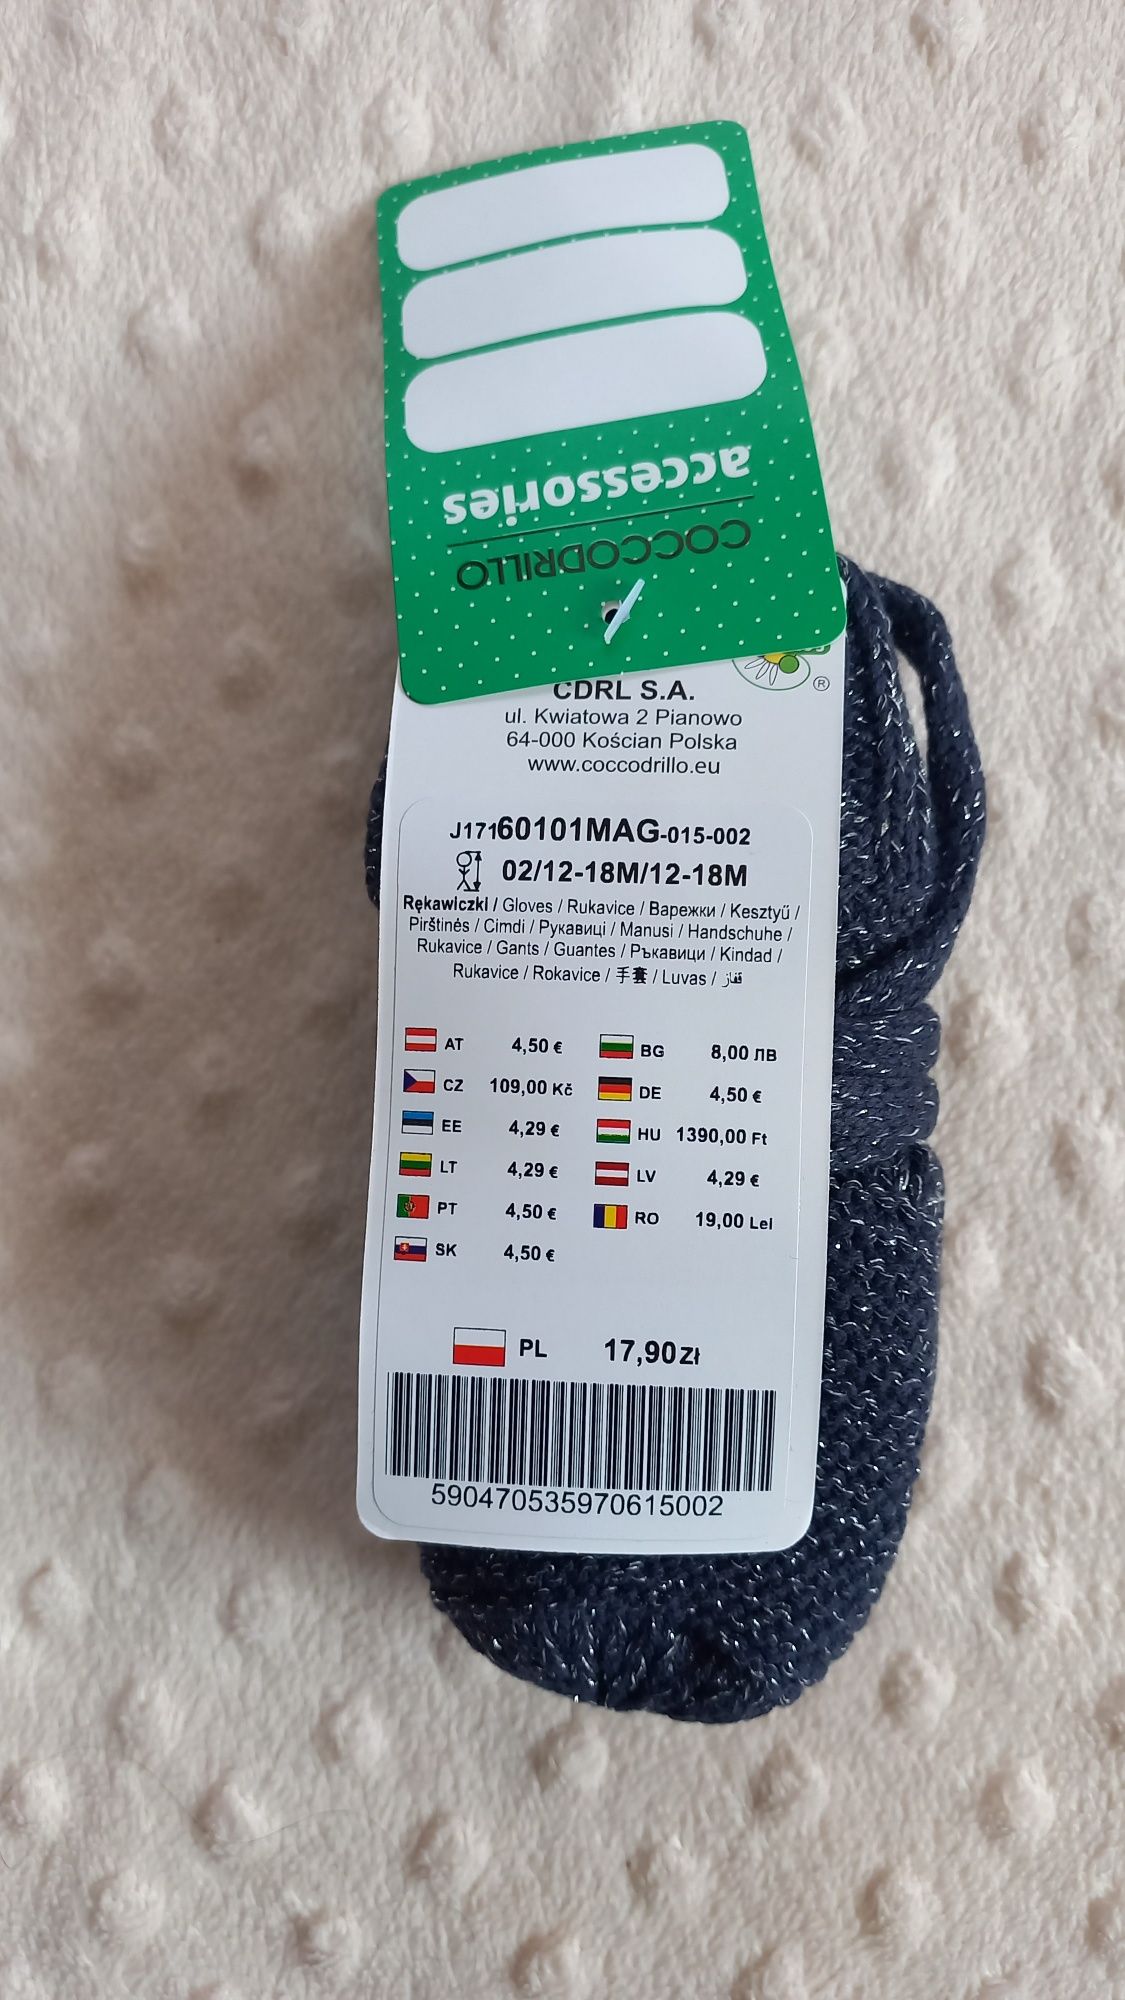 accessories
COCCODRILLO
CDRL S.A.
ul. Kwiatowa 2 Pianowo
64-000 Kościan Polska
www.coccodrillo.eu
J17160101MAG-015-002
02/12-18M/12-18M
Rękawiczki / Gloves / Rukavice / Варежки / Kesztyű /
Pirštinės / Cimdi / Рукавиці / Manusi / Handschuhe /
Rukavice / Gants / Guantes / Ръкавици / Kindad /
Rukavice / Rokavice / 手套 / Luvas / قفاز
AT 4,50 € BG 8,00 ЛВ
CZ 109,00 Kč DE 4,50 €
EE 4,29 € HU 1390,00 Ft
LT 4,29 € LV 4,29 €
PT 4,50 € RO 19,00 Lei
SK 4,50 €
PL 17,90 Zł
590470535970615002